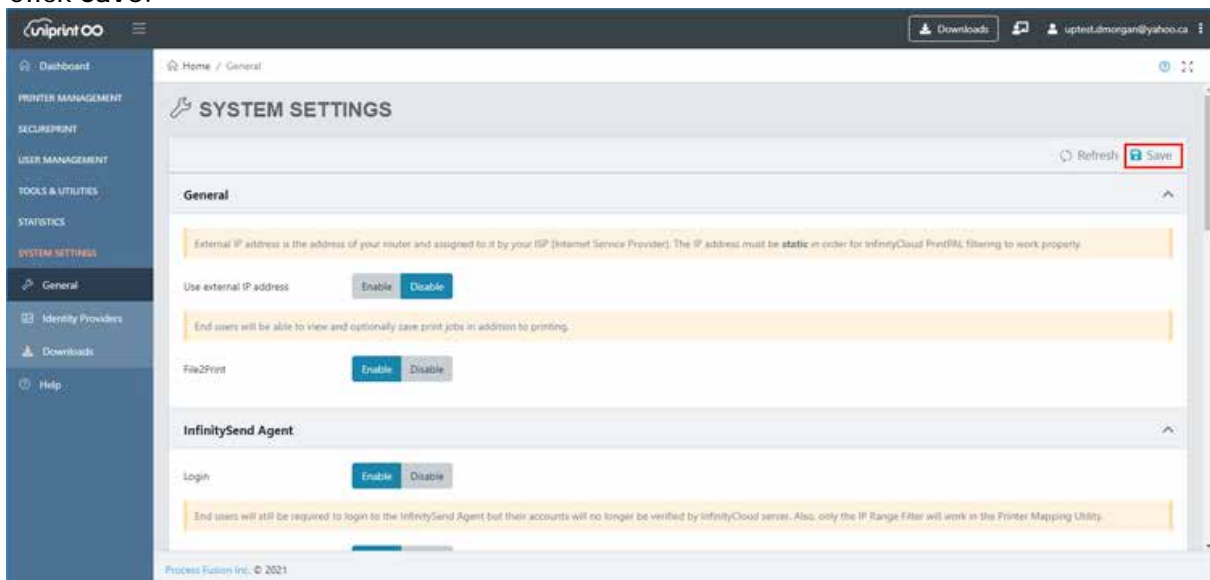 Click Save.
uniprint
Downloads
uptest.dmorgan@yahoo.ca
Dashboard
PRINTER MANAGEMENT
SECUREPRINT
USER MANAGEMENT
TOOLS & UTILITIES
STATISTICS
SYSTEM SETTINGS
General
Identity Providers
Downloads
Help
Home / General
SYSTEM SETTINGS
Refresh Save
General
External IP address is the address of your router and assigned to it by your ISP (Internet Service Provider). The IP address must be static in order for InfinityCloud PrintPAL filtering to work properly.
Use external IP address Enable Disable
End users will be able to view and optionally save print jobs in addition to printing.
File2Print Enable Disable
InfinitySend Agent
Login Enable Disable
End users will still be required to login to the InfinitySend Agent but their accounts will no longer be verified by InfinityCloud server. Also, only the IP Range Filter will work in the Printer Mapping Utility.
Process Fusion Inc. © 2021